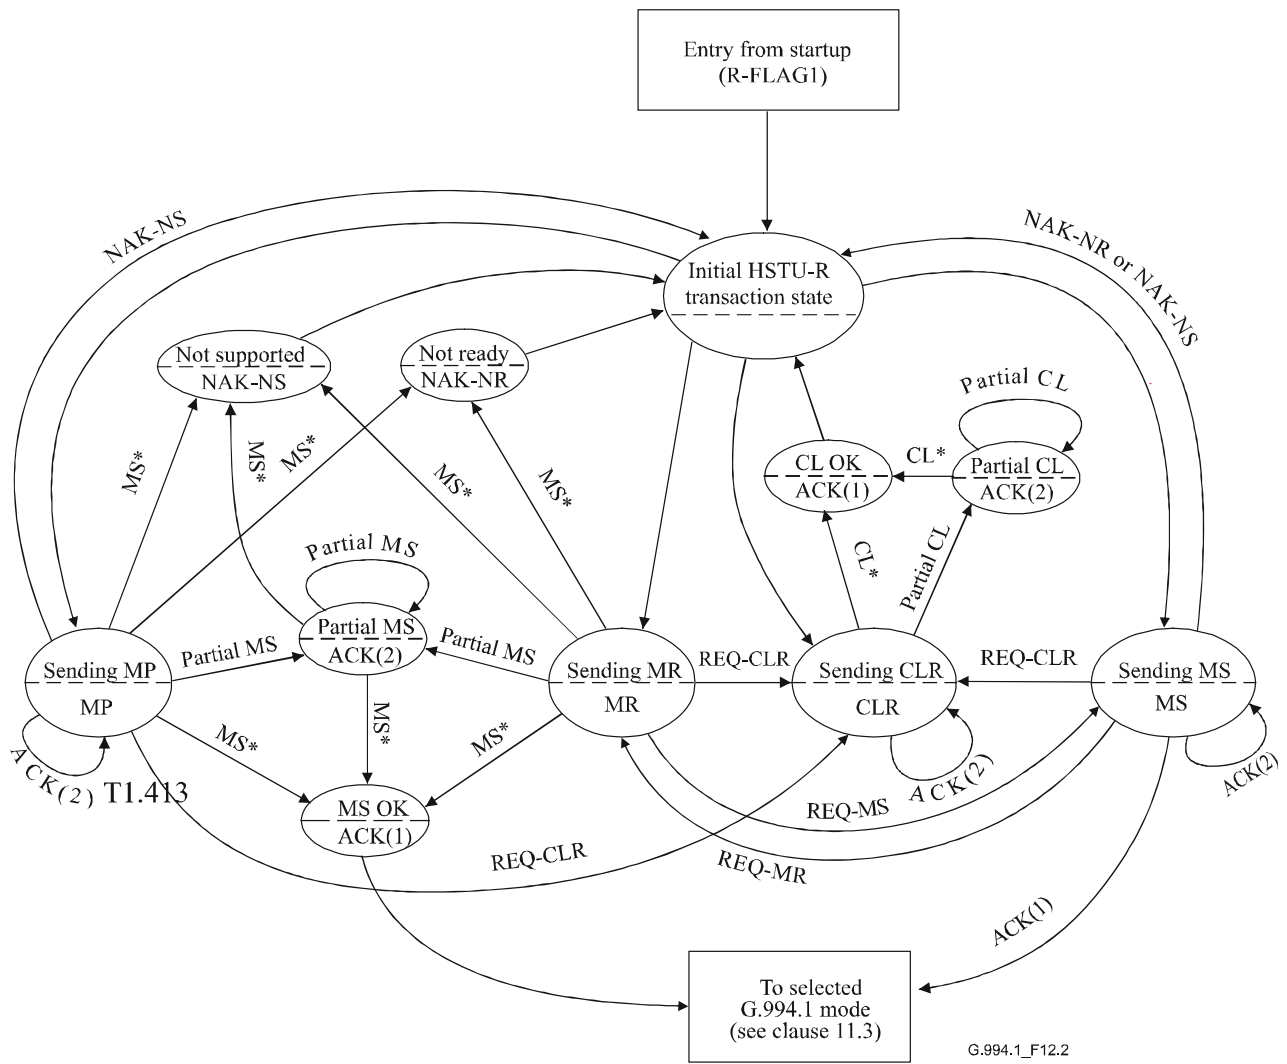 Entry from startup
(R-FLAG1)
NAK-NS
NAK-NR or NAK-NS
Initial HSTU-R
transaction state
Not supported
NAK-NS
Not ready
NAK-NR
Partial CL
CL OK
ACK(1)
CL*
Partial CL
ACK(2)
MS*
MS*
MS*
MS*
MS*
Partial MS
CL*
Partial CL
Partial MS
ACK(2)
Partial MS
Partial MS
Sending MP
MP
Sending MR
MR
REQ-CLR
Sending CLR
CLR
REQ-CLR
Sending MS
MS
MS*
MS*
MS*
ACK(2)
T1.413
ACK(2)
ACK(2)
MS OK
ACK(1)
REQ-MS
REQ-CLR
REQ-MR
ACK(1)
To selected
G.994.1 mode
(see clause 11.3)
G.994.1_F12.2